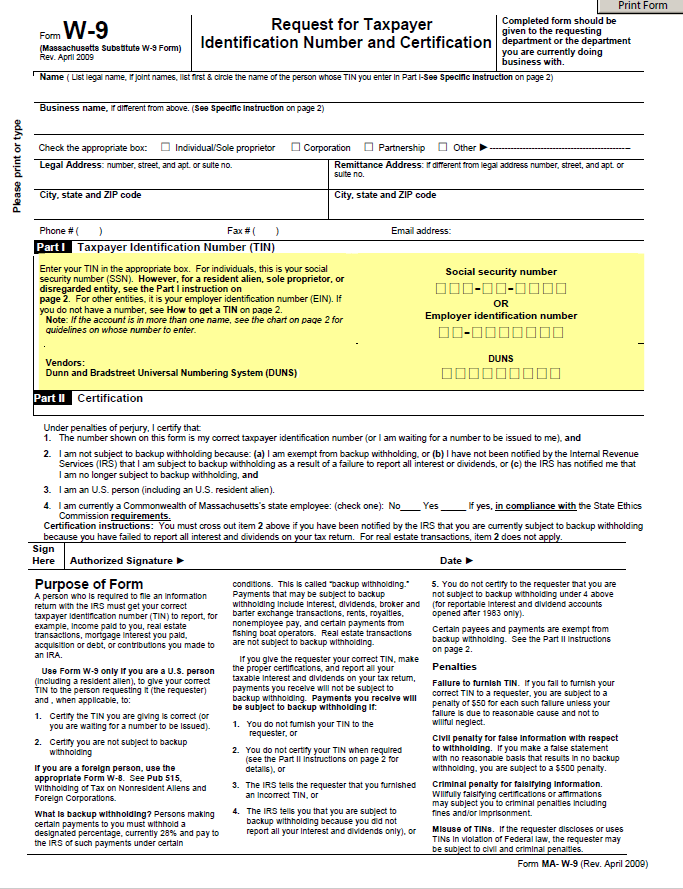 Print Form
Form W-9
(Massachusetts Substitute W-9 Form)
Rev. April 2009
Request for Taxpayer
Identification Number and Certification
Completed form should be
given to the requesting
department or the department
you are currently doing
business with.
Please print or type
Name ( List legal name, if joint names, list first & circle the name of the person whose TIN you enter in Part I-See Specific Instruction on page 2)
Business name, if different from above. (See Specific Instruction on page 2)
Check the appropriate box: ☐ Individual/Sole proprietor ☐ Corporation ☐ Partnership ☐ Other ▶ ----------------------------------------
Legal Address: number, street, and apt. or suite no.
Remittance Address: if different from legal address number, street, and apt. or
suite no.
City, state and ZIP code
City, state and ZIP code
Phone # ( ) Fax # ( ) Email address:
Part I Taxpayer Identification Number (TIN)
Enter your TIN in the appropriate box. For individuals, this is your social
security number (SSN). However, for a resident alien, sole proprietor, or
disregarded entity, see the Part I instruction on
page 2. For other entities, it is your employer identification number (EIN). If
you do not have a number, see How to get a TIN on page 2.
Note: If the account is in more than one name, see the chart on page 2 for
guidelines on whose number to enter.
Social security number
☐☐☐-☐☐-☐☐☐☐
OR
Employer identification number
☐☐-☐☐☐☐☐☐☐
Vendors:
Dunn and Bradstreet Universal Numbering System (DUNS)
DUNS
☐☐☐☐☐☐☐☐☐
Part II Certification
Under penalties of perjury, I certify that:
1. The number shown on this form is my correct taxpayer identification number (or I am waiting for a number to be issued to me), and
2. I am not subject to backup withholding because: (a) I am exempt from backup withholding, or (b) I have not been notified by the Internal Revenue
Services (IRS) that I am subject to backup withholding as a result of a failure to report all interest or dividends, or (c) the IRS has notified me that
I am no longer subject to backup withholding, and
3. I am an U.S. person (including an U.S. resident alien).
4. I am currently a Commonwealth of Massachusetts's state employee: (check one): No____ Yes _____ If yes, in compliance with the State Ethics
Commission requirements.
Certification instructions: You must cross out item 2 above if you have been notified by the IRS that you are currently subject to backup withholding
because you have failed to report all interest and dividends on your tax return. For real estate transactions, item 2 does not apply.
Sign
Here
Authorized Signature ▶ Date ▶
Purpose of Form
A person who is required to file an information
return with the IRS must get your correct
taxpayer identification number (TIN) to report, for
example, income paid to you, real estate
transactions, mortgage interest you paid,
acquisition or debt, or contributions you made to
an IRA.
Use Form W-9 only if you are a U.S. person
(including a resident alien), to give your correct
TIN to the person requesting it (the requester)
and , when applicable, to:
1. Certify the TIN you are giving is correct (or
you are waiting for a number to be issued).
2. Certify you are not subject to backup
withholding
If you are a foreign person, use the
appropriate Form W-8. See Pub 515,
Withholding of Tax on Nonresident Aliens and
Foreign Corporations.
What is backup withholding? Persons making
certain payments to you must withhold a
designated percentage, currently 28% and pay to
the IRS of such payments under certain
conditions. This is called "backup withholding."
Payments that may be subject to backup
withholding include interest, dividends, broker and
barter exchange transactions, rents, royalties,
nonemployee pay, and certain payments from
fishing boat operators. Real estate transactions
are not subject to backup withholding.
If you give the requester your correct TIN, make
the proper certifications, and report all your
taxable interest and dividends on your tax return,
payments you receive will not be subject to
backup withholding. Payments you receive will
be subject to backup withholding if:
1. You do not furnish your TIN to the
requester, or
2. You do not certify your TIN when required
(see the Part II instructions on page 2 for
details), or
3. The IRS tells the requester that you furnished
an incorrect TIN, or
4. The IRS tells you that you are subject to
backup withholding because you did not
report all your interest and dividends only), or
5. You do not certify to the requester that you are
not subject to backup withholding under 4 above
(for reportable interest and dividend accounts
opened after 1983 only).
Certain payees and payments are exempt from
backup withholding. See the Part II instructions
on page 2.
Penalties
Failure to furnish TIN. If you fail to furnish your
correct TIN to a requester, you are subject to a
penalty of $50 for each such failure unless your
failure is due to reasonable cause and not to
willful neglect.
Civil penalty for false information with respect
to withholding. If you make a false statement
with no reasonable basis that results in no backup
withholding, you are subject to a $500 penalty.
Criminal penalty for falsifying information.
Willfully falsifying certifications or affirmations
may subject you to criminal penalties including
fines and/or imprisonment.
Misuse of TINs. If the requester discloses or uses
TINs in violation of Federal law, the requester may
be subject to civil and criminal penalties.
Form MA- W-9 (Rev. April 2009)